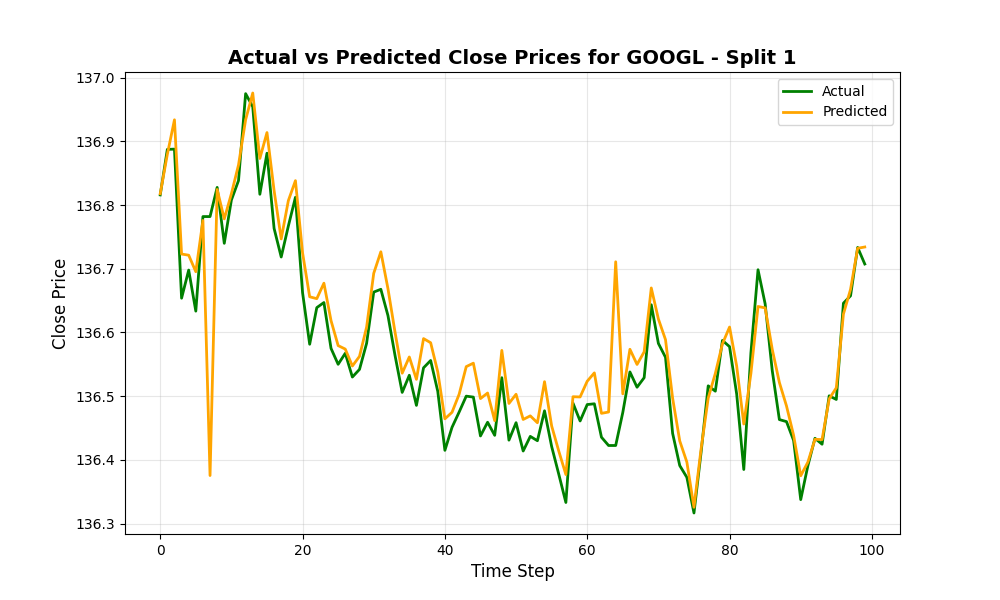 Actual vs Predicted Close Prices for GOOGL - Split 1
Actual
Predicted
Close Price
137.0
136.9
136.8
136.7
136.6
136.5
136.4
136.3
0
20
40
60
80
100
Time Step